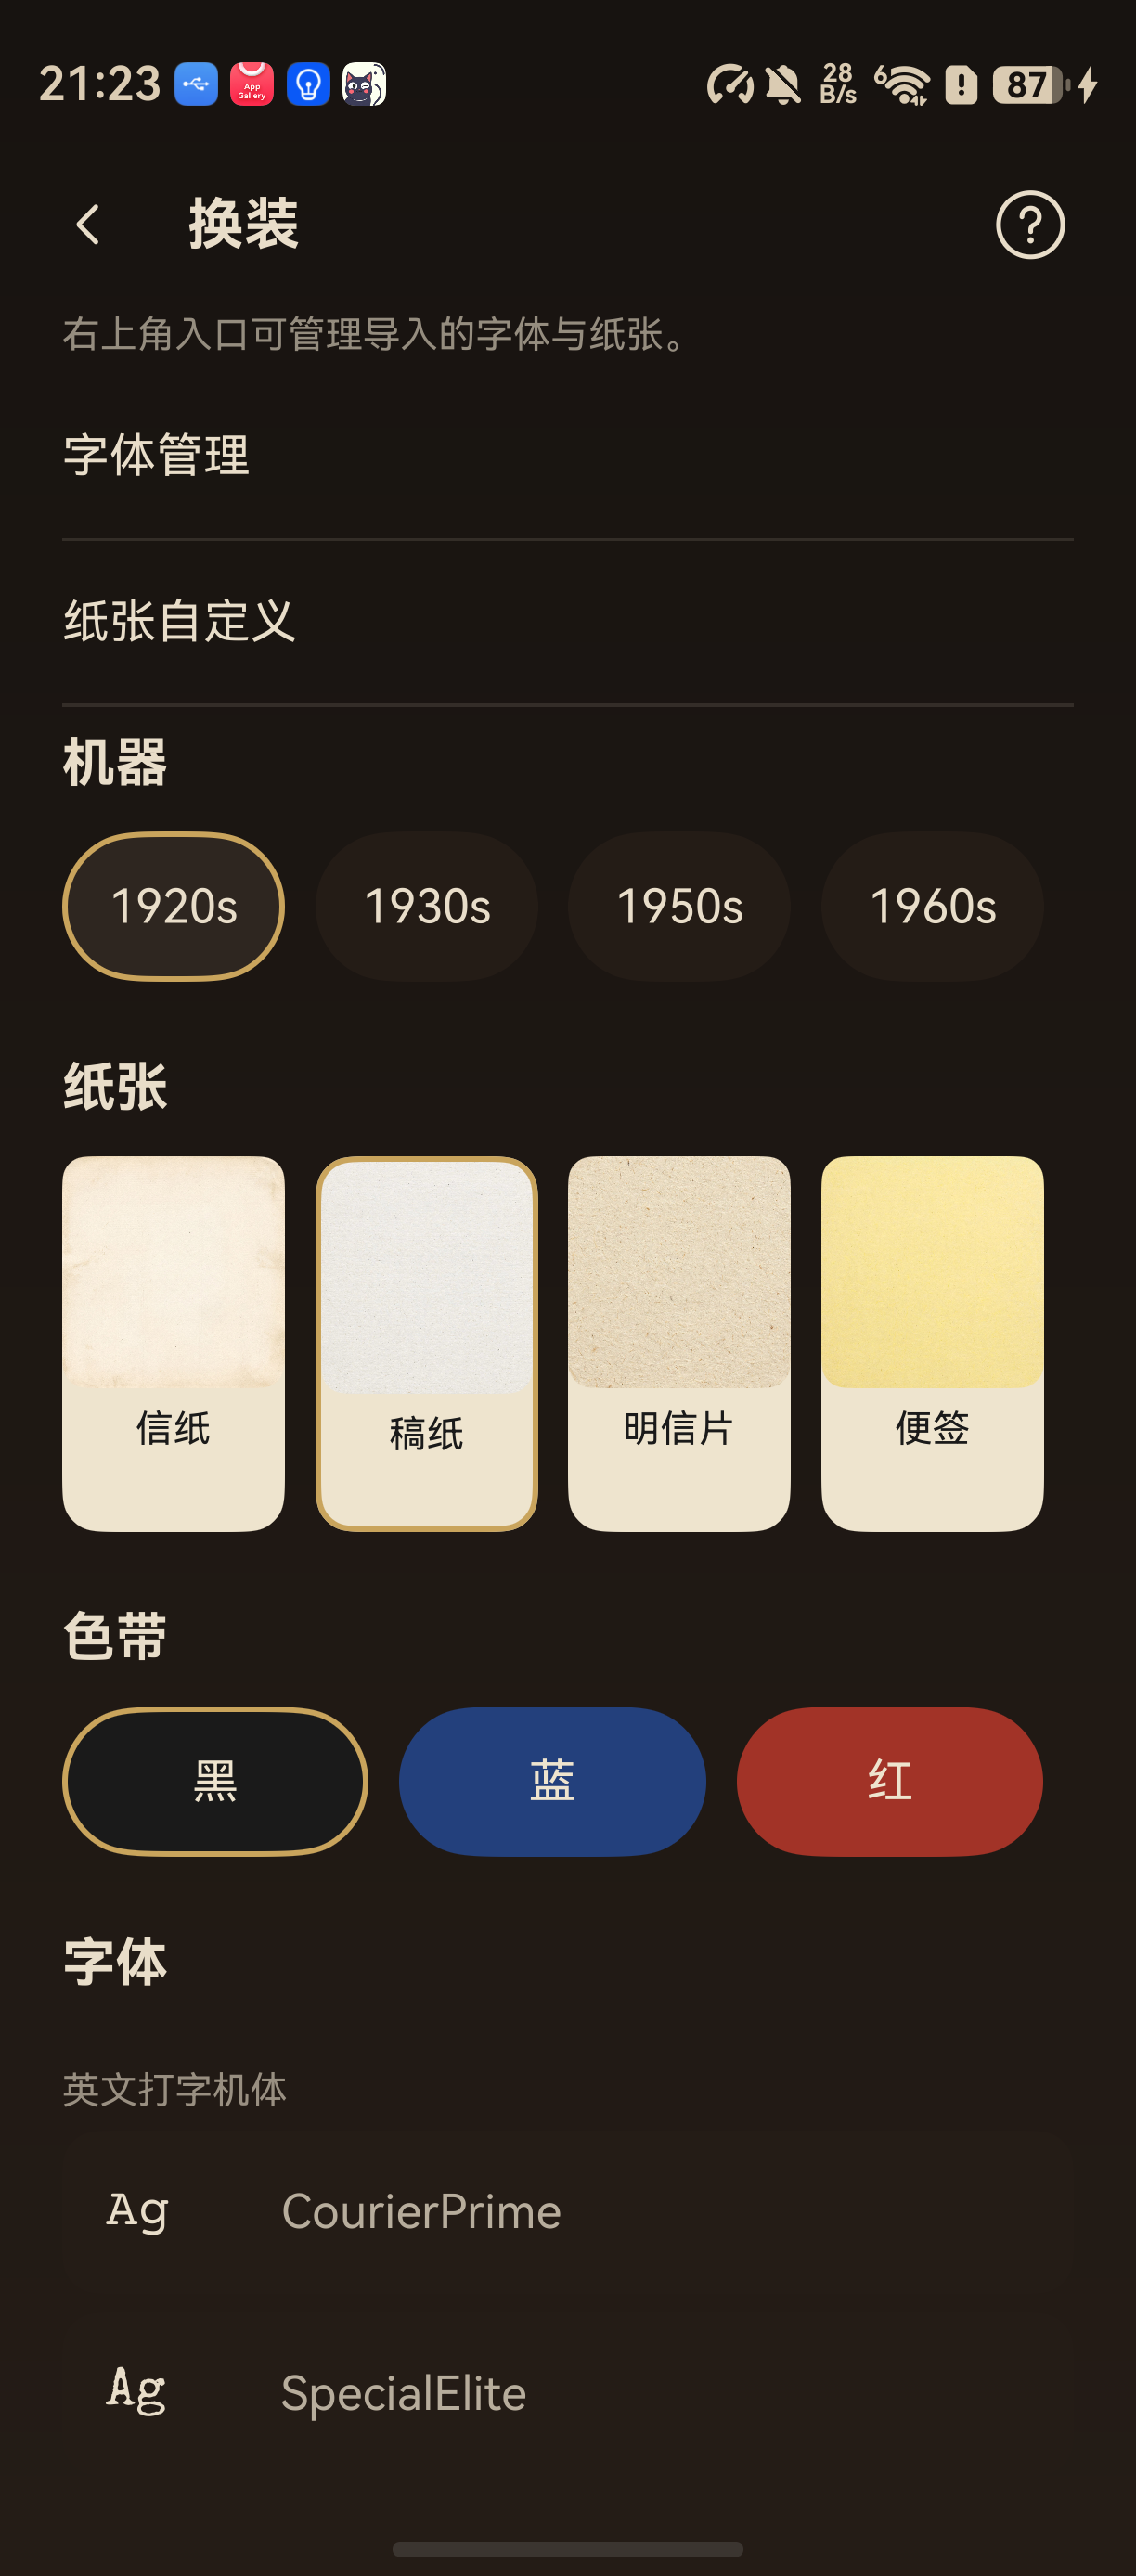 21:23
App
Gallery
28
B/s
6
87
换装
右上角入口可管理导入的字体与纸张。
字体管理
纸张自定义
机器
1920s 1930s 1950s 1960s
纸张
信纸 稿纸 明信片 便签
色带
黑 蓝 红
字体
英文打字机体
Ag CourierPrime
Ag SpecialElite